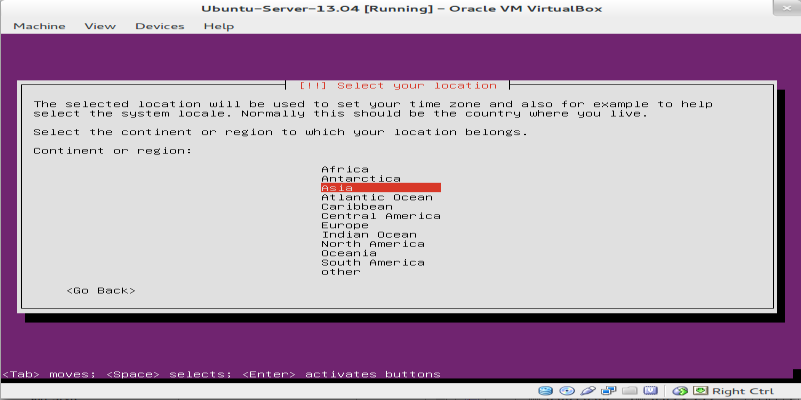 Ubuntu-Server-13.04 [Running] - Oracle VM VirtualBox
Machine View Devices Help
[!!] Select your location
The selected location will be used to set your time zone and also for example to help
select the system locale. Normally this should be the country where you live.
Select the continent or region to which your location belongs.
Continent or region:
Africa
Antarctica
Asia
Atlantic Ocean
Caribbean
Central America
Europe
Indian Ocean
North America
Oceania
South America
other
<Go Back>
<Tab> moves; <Space> selects; <Enter> activates buttons
Right Ctrl